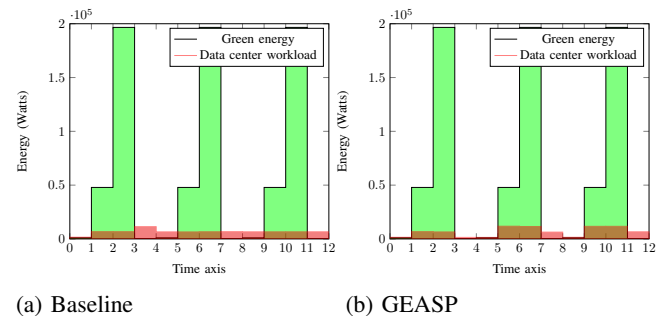 ·10⁵ ·10⁵
Green energy Green energy
Data center workload Data center workload
2 2
1.5 1.5
1 1
0.5 0.5
0 0
Energy (Watts) Energy (Watts)
0 1 2 3 4 5 6 7 8 9 10 11 12 0 1 2 3 4 5 6 7 8 9 10 11 12
Time axis Time axis
(a) Baseline (b) GEASP